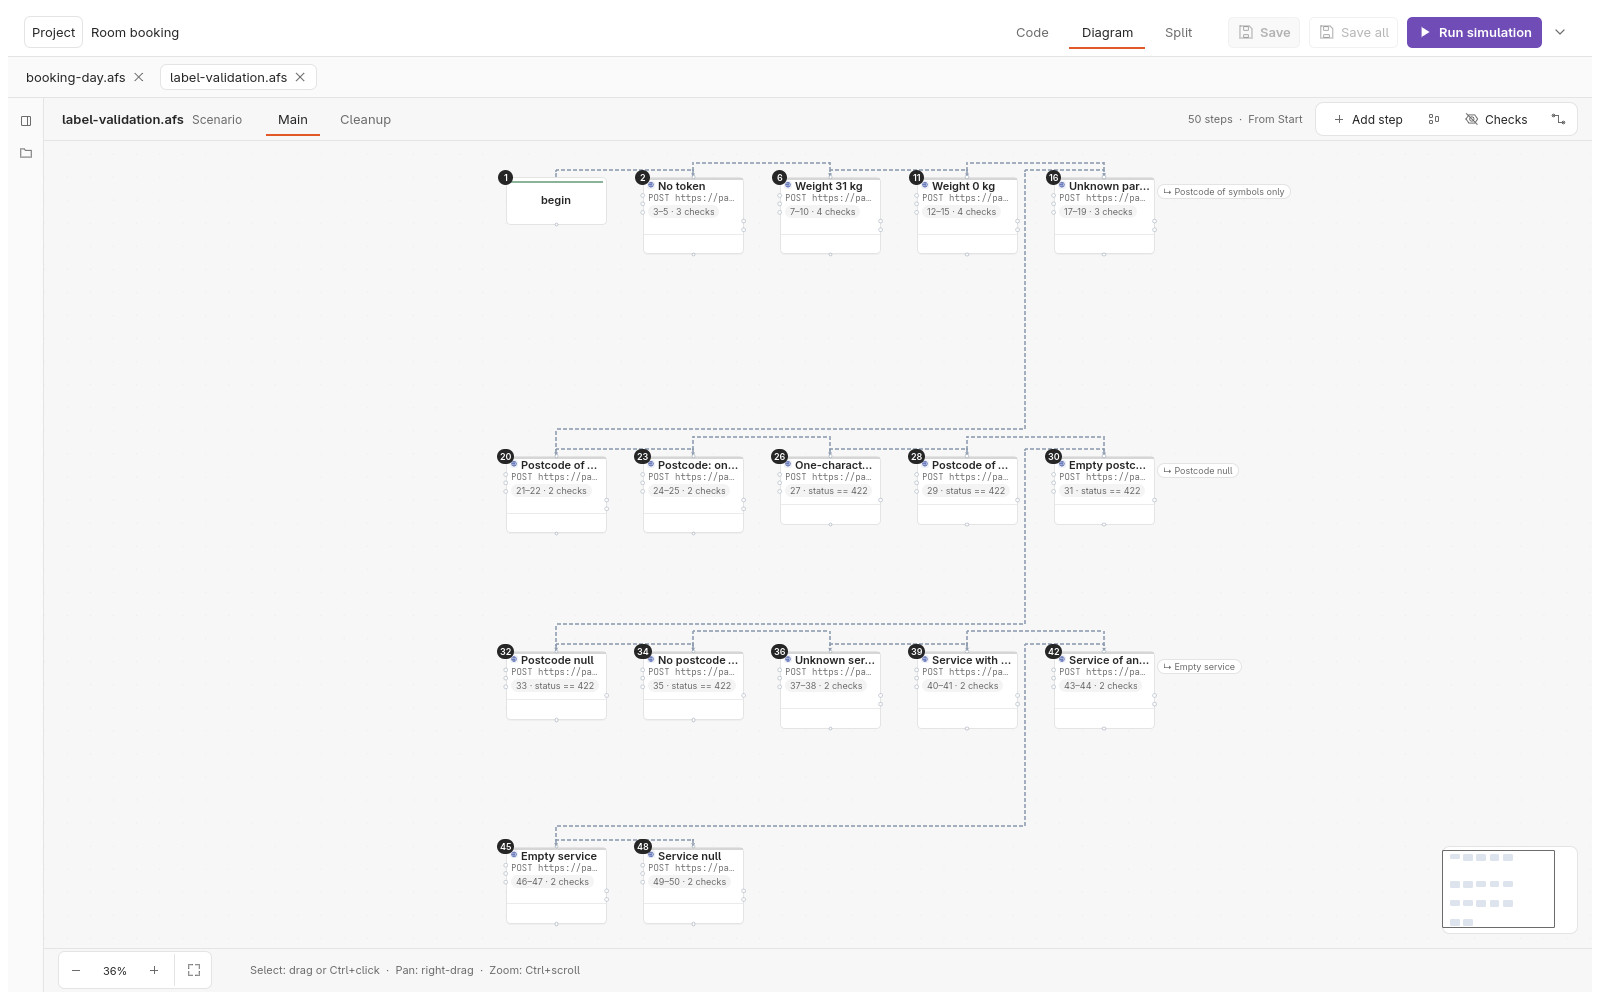 Project Room booking Code Diagram Split Save Save all Run simulation
booking-day.afs label-validation.afs
label-validation.afs Scenario Main Cleanup 50 steps · From Start Add step Checks
1
begin
2
No token
POST https://pa…
3–5 · 3 checks
6
Weight 31 kg
POST https://pa…
7–10 · 4 checks
11
Weight 0 kg
POST https://pa…
12–15 · 4 checks
16
Unknown par…
POST https://pa…
17–19 · 3 checks
↳ Postcode of symbols only
20
Postcode of …
POST https://pa…
21–22 · 2 checks
23
Postcode: on…
POST https://pa…
24–25 · 2 checks
26
One-charact…
POST https://pa…
27 · status == 422
28
Postcode of …
POST https://pa…
29 · status == 422
30
Empty postc…
POST https://pa…
31 · status == 422
↳ Postcode null
32
Postcode null
POST https://pa…
33 · status == 422
34
No postcode …
POST https://pa…
35 · status == 422
36
Unknown ser…
POST https://pa…
37–38 · 2 checks
39
Service with …
POST https://pa…
40–41 · 2 checks
42
Service of an…
POST https://pa…
43–44 · 2 checks
↳ Empty service
45
Empty service
POST https://pa…
46–47 · 2 checks
48
Service null
POST https://pa…
49–50 · 2 checks
36% Select: drag or Ctrl+click · Pan: right-drag · Zoom: Ctrl+scroll